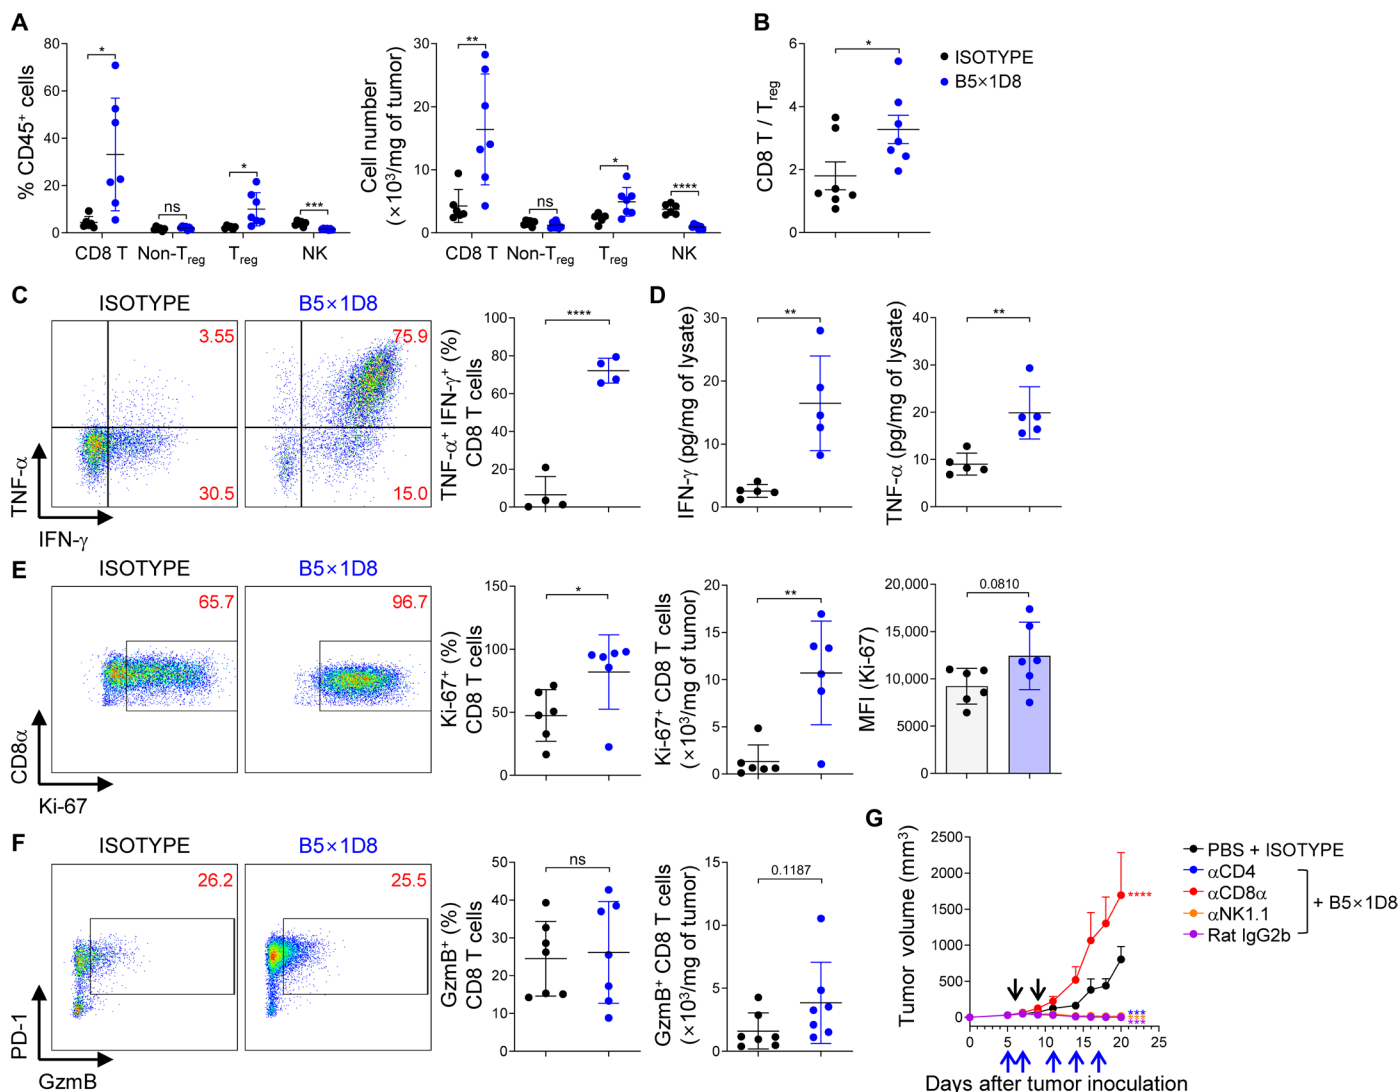 A
% CD45⁺ cells
80
60
40
20
0
*
ns
*
***
CD8 T
Non-Treg
Treg
NK
Cell number
(×10³/mg of tumor)
30
20
10
0
**
ns
*
****
CD8 T
Non-Treg
Treg
NK
B
CD8 T / Treg
6
4
2
0
*
ISOTYPE
B5×1D8
C
ISOTYPE
B5×1D8
3.55
30.5
75.9
15.0
TNF-α
IFN-γ
TNF-α⁺ IFN-γ⁺ (%)
CD8 T cells
100
80
60
40
20
0
****
D
IFN-γ (pg/mg of lysate)
30
20
10
0
**
TNF-α (pg/mg of lysate)
40
30
20
10
0
**
E
ISOTYPE
B5×1D8
65.7
96.7
CD8α
Ki-67
Ki-67⁺ (%)
CD8 T cells
150
100
50
0
*
Ki-67⁺ CD8 T cells
(×10³/mg of tumor)
20
15
10
5
0
**
MFI (Ki-67)
20,000
15,000
10,000
5000
0
0.0810
F
ISOTYPE
B5×1D8
26.2
25.5
PD-1
GzmB
GzmB⁺ (%)
CD8 T cells
50
40
30
20
10
0
ns
GzmB⁺ CD8 T cells
(×10³/mg of tumor)
15
10
5
0
0.1187
G
Tumor volume (mm³)
2500
2000
1500
1000
500
0
0
5
10
15
20
25
Days after tumor inoculation
****
***
***
***
PBS + ISOTYPE
αCD4
αCD8α
αNK1.1
Rat IgG2b
+ B5×1D8